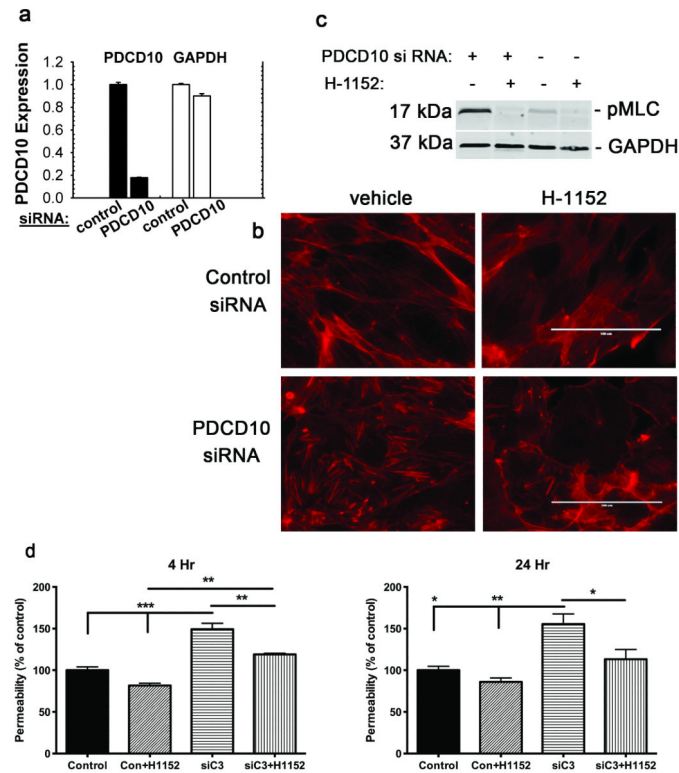 a
PDCD10 GAPDH
PDCD10 Expression
1.2
1.0
0.8
0.6
0.4
0.2
0.0
siRNA: control PDCD10 control PDCD10
c
PDCD10 si RNA: + + - -
H-1152: - + - +
17 kDa - pMLC
37 kDa - GAPDH
vehicle H-1152
b
Control
siRNA
PDCD10
siRNA
d
4 Hr
Permeability (% of control)
200
150
100
50
0
***
**
**
Control Con+H1152 siC3 siC3+H1152
24 Hr
Permeability (% of control)
200
150
100
50
0
*
**
*
Control Con+H1152 siC3 siC3+H1152